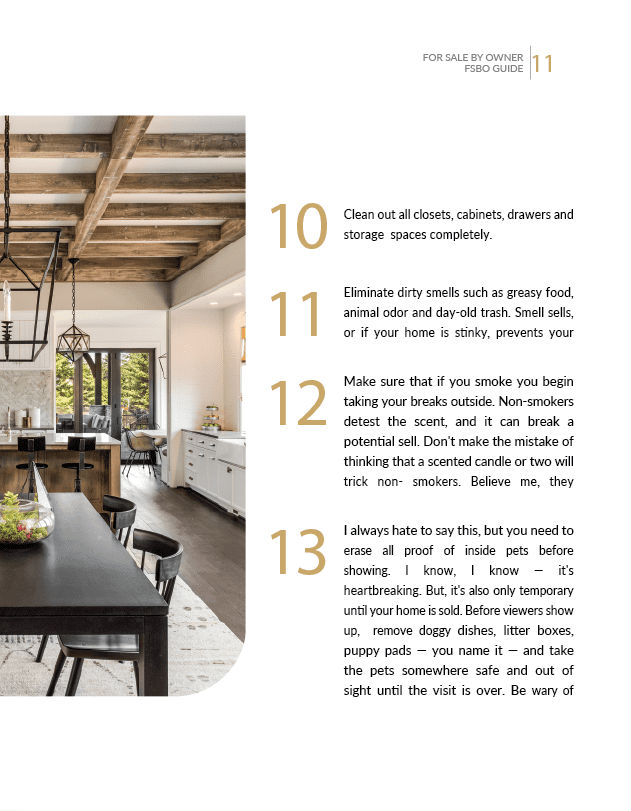 FOR SALE BY OWNER
FSBO GUIDE
11
10
Clean out all closets, cabinets, drawers and
storage spaces completely.
11
Eliminate dirty smells such as greasy food,
animal odor and day-old trash. Smell sells,
or if your home is stinky, prevents your
12
Make sure that if you smoke you begin
taking your breaks outside. Non-smokers
detest the scent, and it can break a
potential sell. Don't make the mistake of
thinking that a scented candle or two will
trick non- smokers. Believe me, they
13
I always hate to say this, but you need to
erase all proof of inside pets before
showing. I know, I know — it's
heartbreaking. But, it's also only temporary
until your home is sold. Before viewers show
up, remove doggy dishes, litter boxes,
puppy pads — you name it — and take
the pets somewhere safe and out of
sight until the visit is over. Be wary of